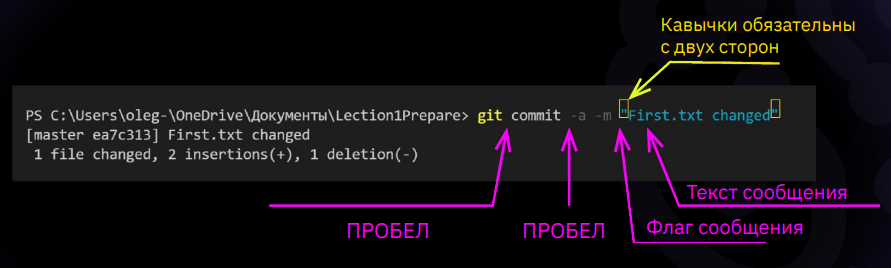 Кавычки обязательны
с двух сторон
PS C:\Users\oleg-\OneDrive\Документы\Lection1Prepare> git commit -a -m "First.txt changed"
[master ea7c313] First.txt changed
1 file changed, 2 insertions(+), 1 deletion(-)
Текст сообщения
ПРОБЕЛ
ПРОБЕЛ
Флаг сообщения